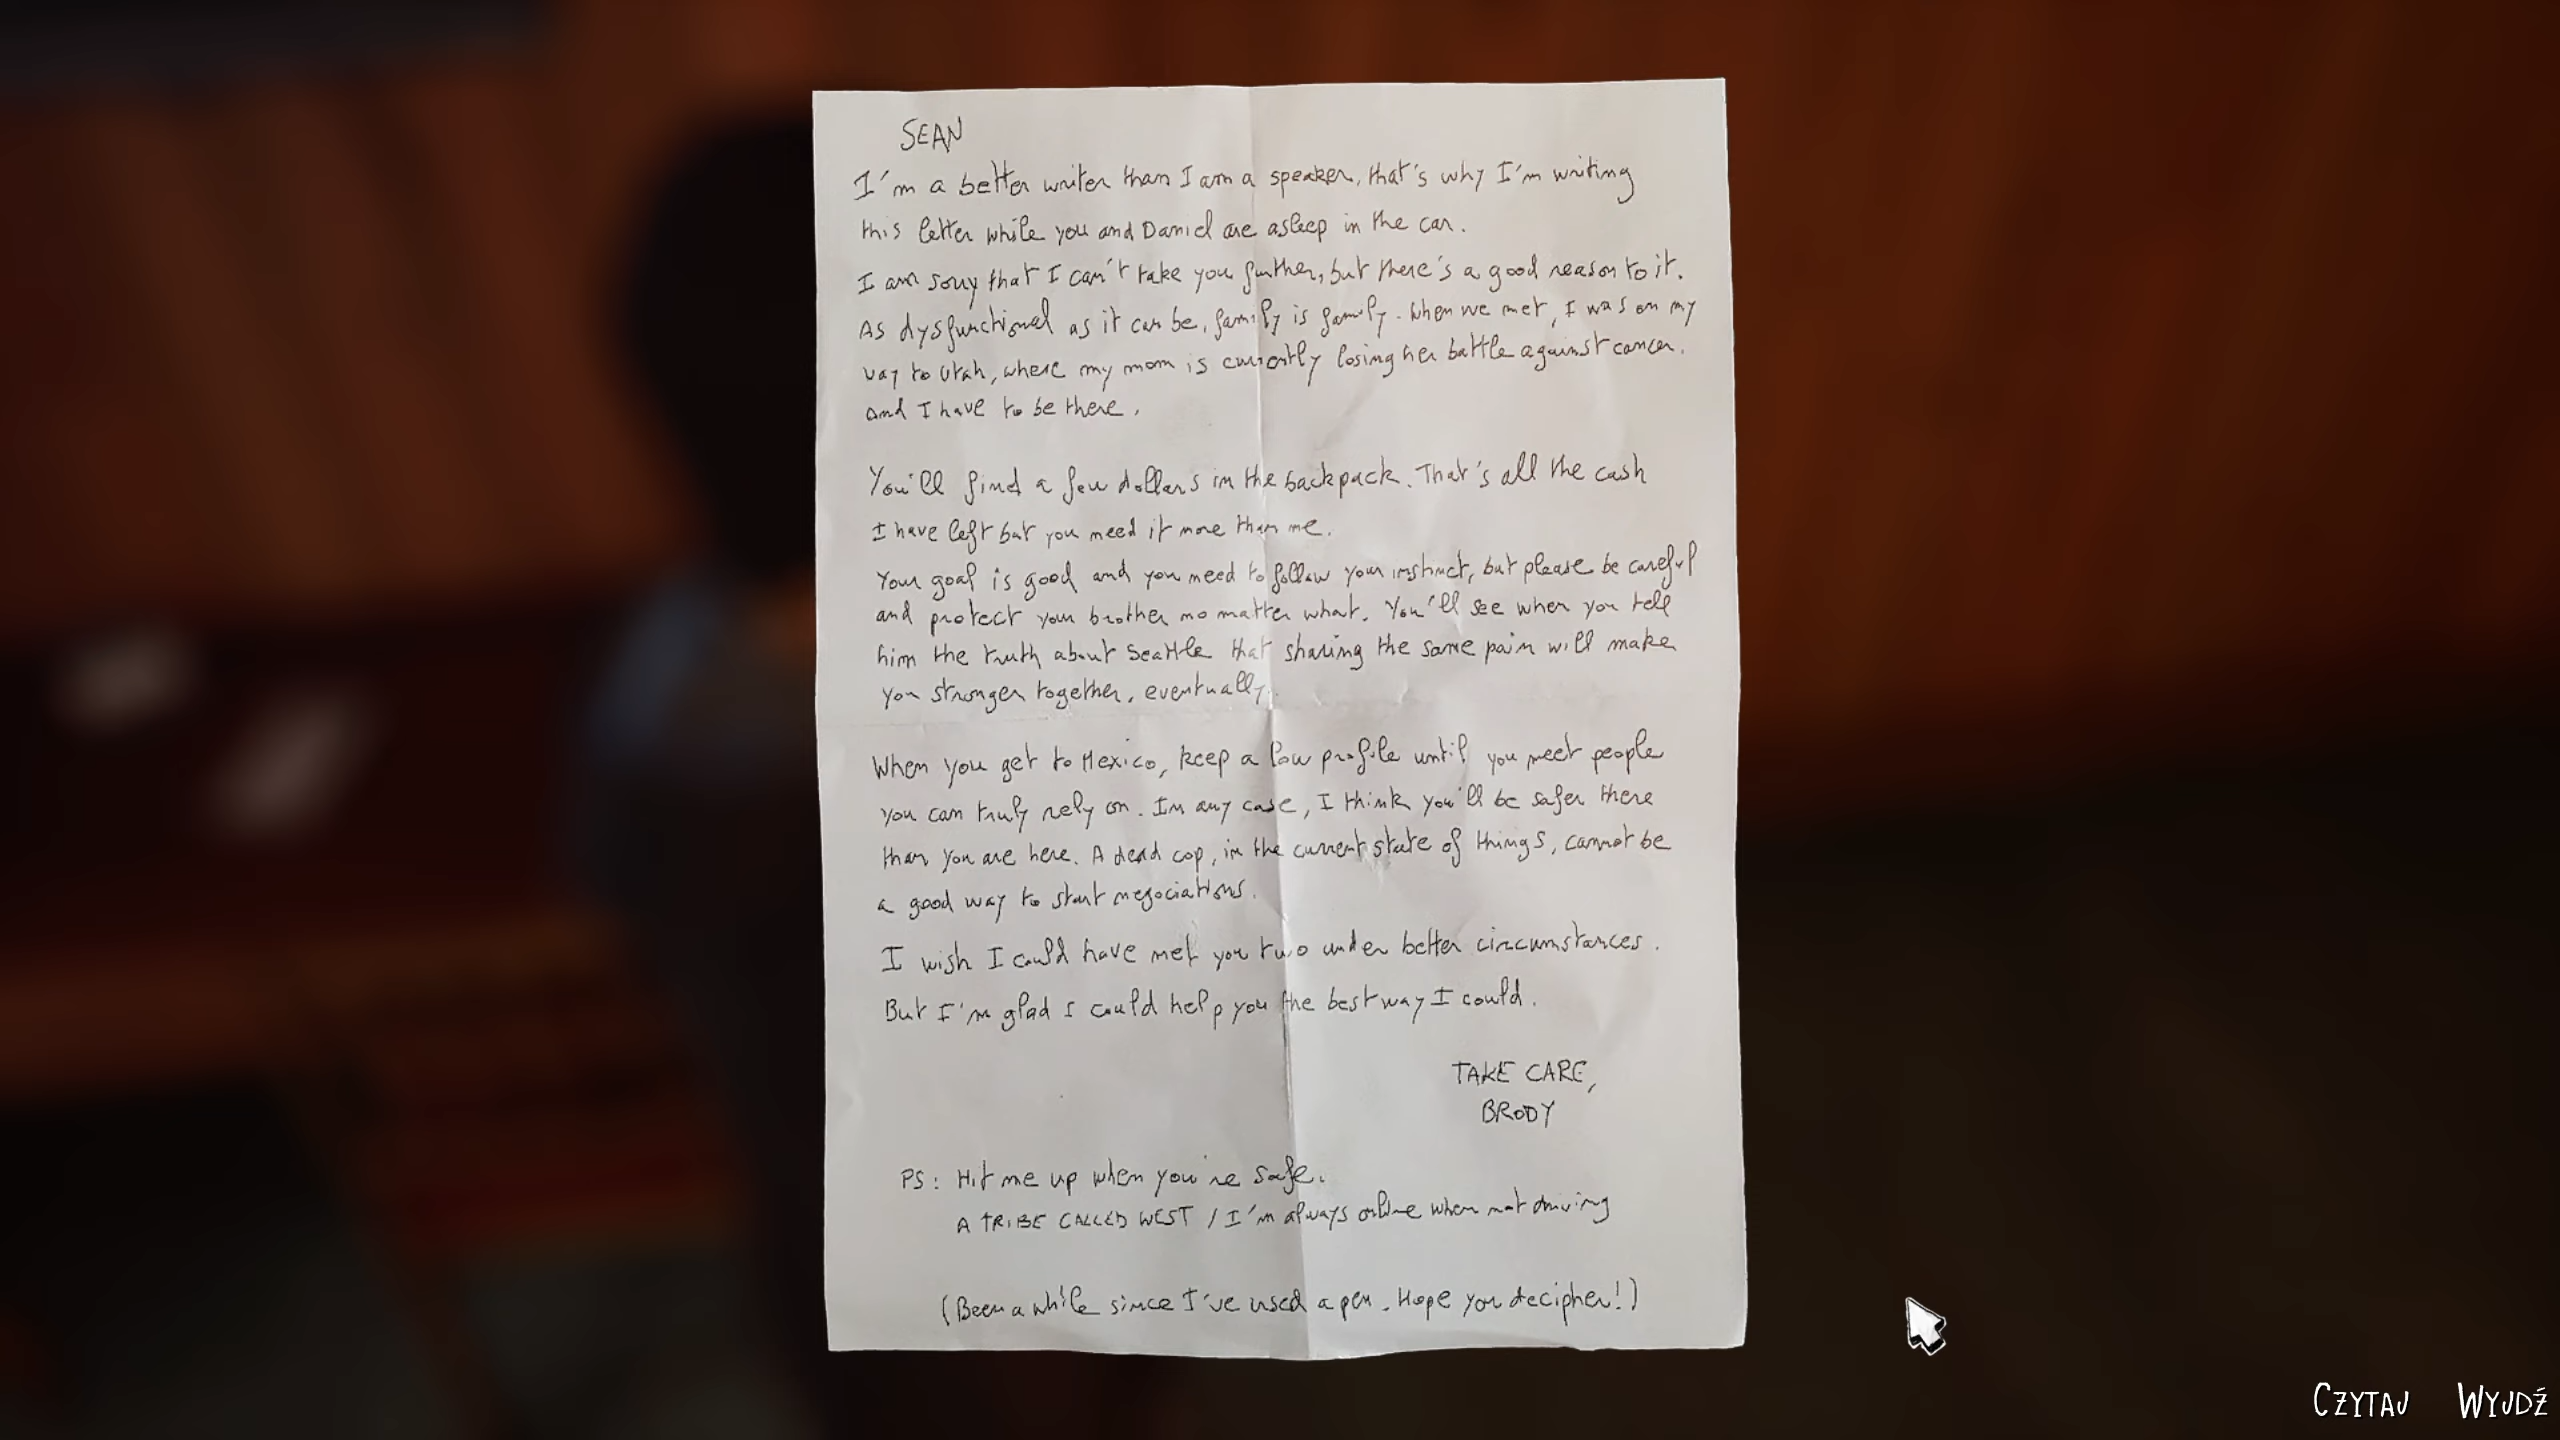 SEAN
I'm a better writer than I am a speaker, that's why I'm writing
this letter while you and Daniel are asleep in the car.
I am sorry that I can't take you further, but there's a good reason to it.
As dysfunctional as it can be, family is family. When we met, I was on my
way to Utah, where my mom is currently losing her battle against cancer.
and I have to be there.
You'll find a few dollars in the backpack. That's all the cash
I have left but you need it more than me.
Your goal is good and you need to follow your instinct, but please be careful
and protect your brother no matter what. You'll see when you tell
him the truth about Seattle that sharing the same pain will make
you stronger together, eventually.
When you get to Mexico, keep a low profile until you meet people
you can truly rely on. In any case, I think you'll be safer there
than you are here. A dead cop, in the current state of things, cannot be
a good way to start negociations.
I wish I could have met you two under better circumstances.
But I'm glad I could help you the best way I could.
TAKE CARE,
BRODY
PS: Hit me up when you're safe.
A TRIBE CALLED WEST / I'm always online when not driving
(Been a while since I've used a pen. Hope you decipher!)
CZYTAJ WYJDŹ